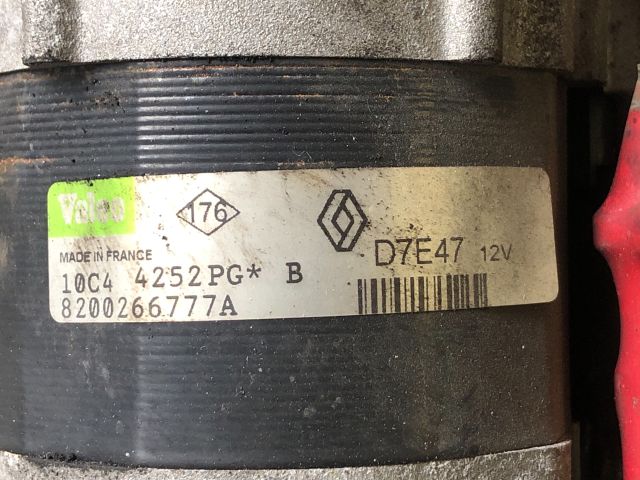 Valeo
176
MADE IN FRANCE
D7E47 12V
10C4 4252PG* B
8200266777A